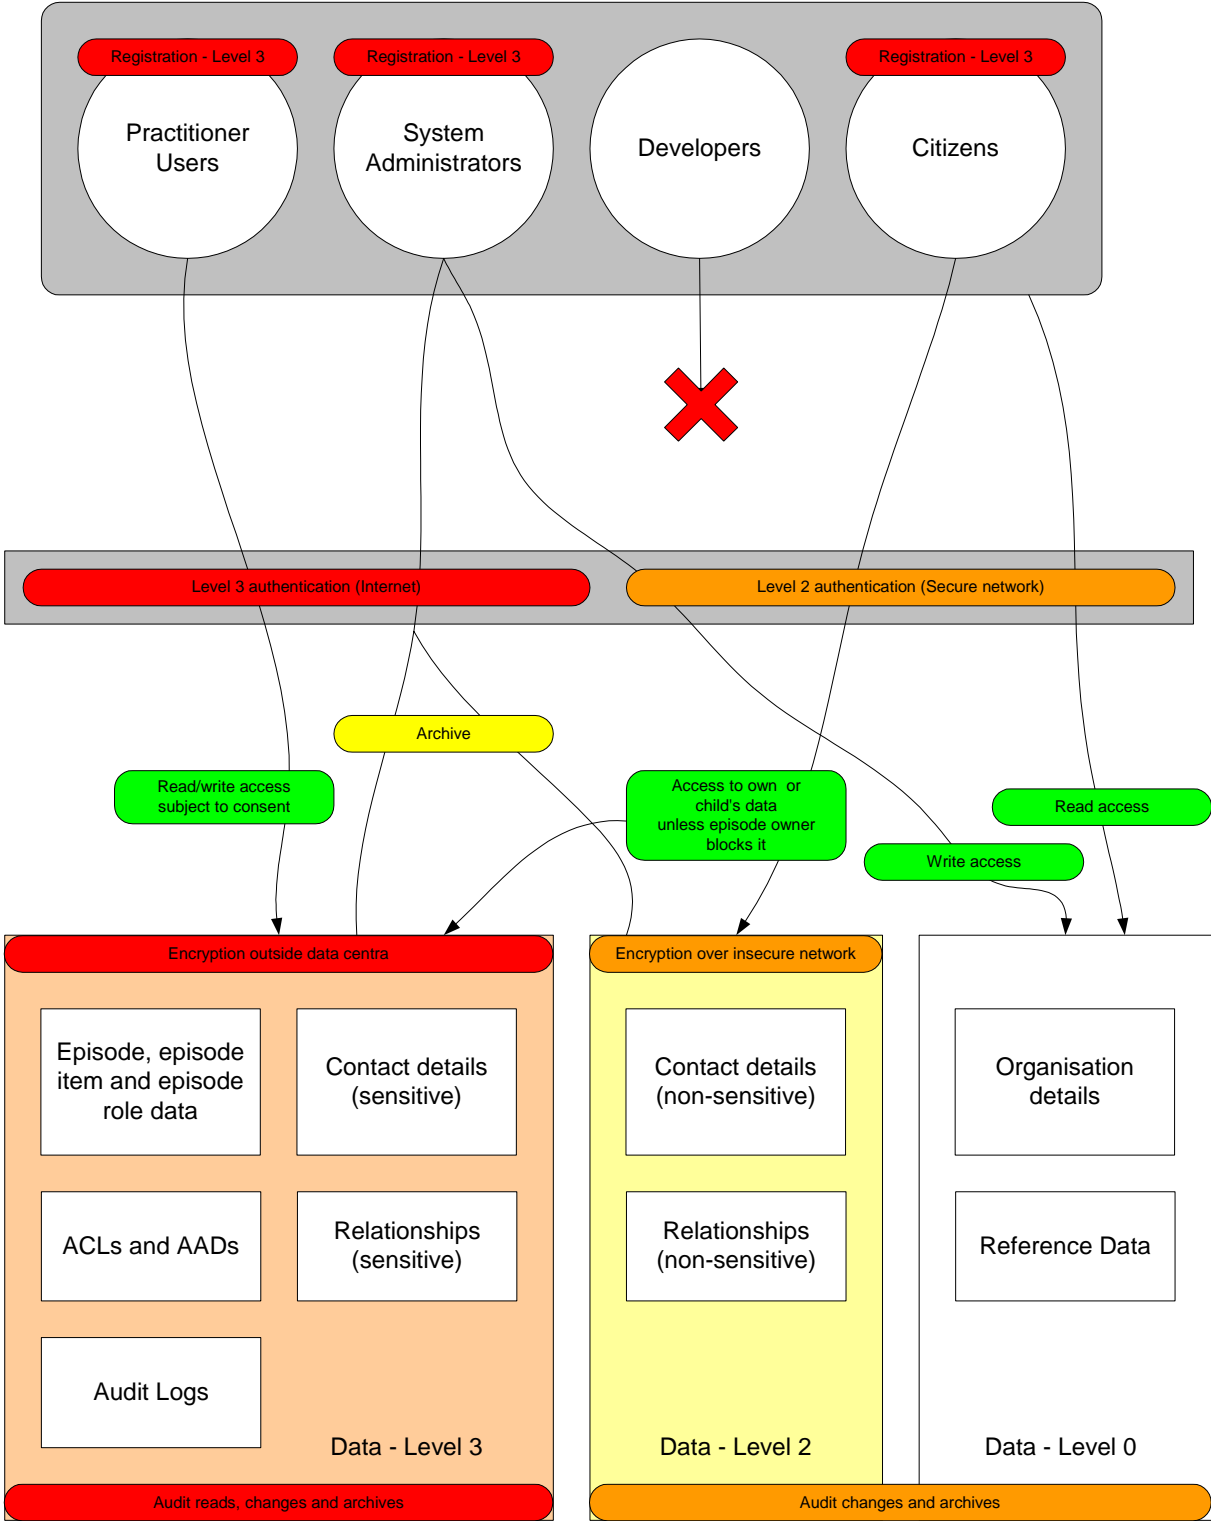 Registration - Level 3
Registration - Level 3
Registration - Level 3
Practitioner
Users
System
Administrators
Developers
Citizens
Level 3 authentication (Internet)
Level 2 authentication (Secure network)
Archive
Read/write access
subject to consent
Access to own or
child's data
unless episode owner
blocks it
Read access
Write access
Encryption outside data centra
Encryption over insecure network
Episode, episode
item and episode
role data
Contact details
(sensitive)
Contact details
(non-sensitive)
Organisation
details
ACLs and AADs
Relationships
(sensitive)
Relationships
(non-sensitive)
Reference Data
Audit Logs
Data - Level 3
Data - Level 2
Data - Level 0
Audit reads, changes and archives
Audit changes and archives